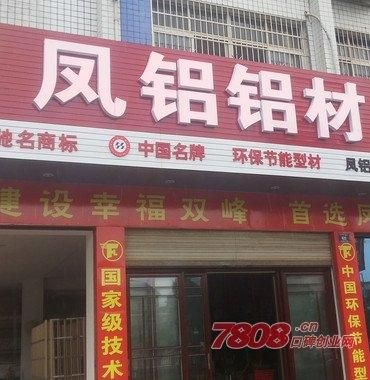 凤铝铝材
驰名商标 中国名牌 环保节能型材 凤铝
建设幸福双峰 首选凤
国家级技术
中国环保节能型
7808.cn
口碑创业网